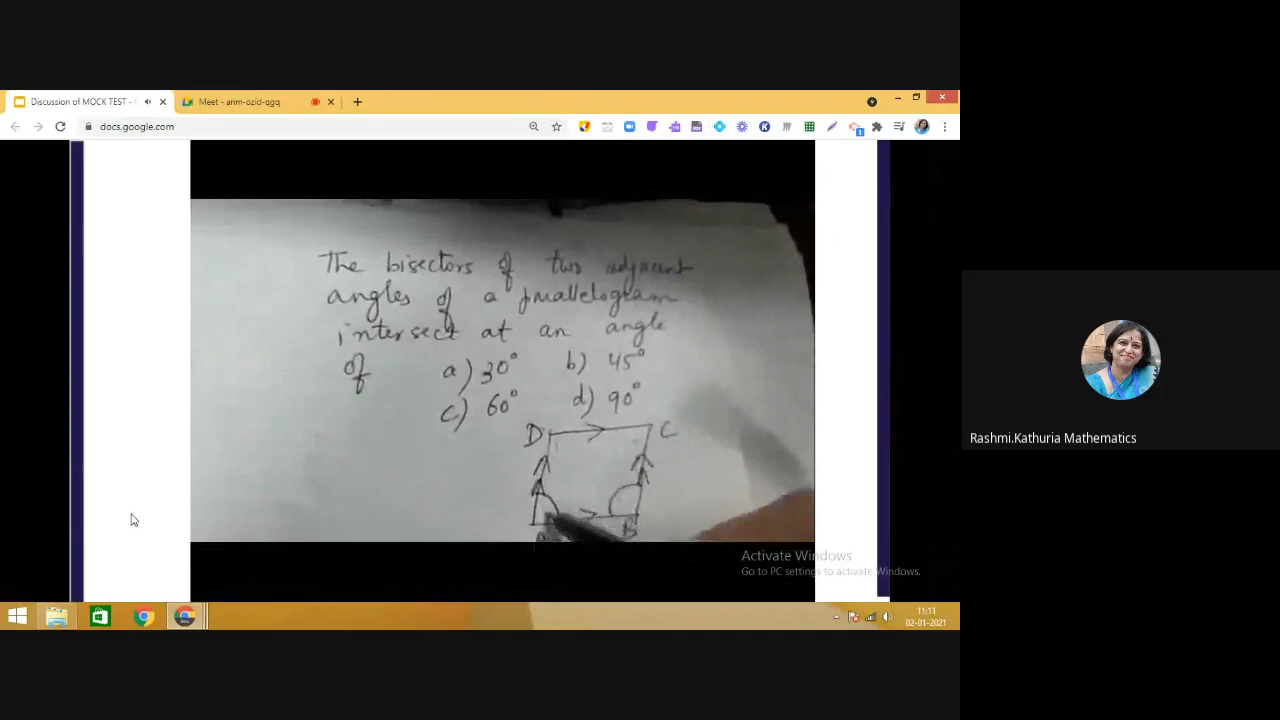 Discussion of MOCK TEST -
Meet - anm-ozid-qgq
docs.google.com
The bisectors of two adjacent
angles of a prallelogram
intersect at an angle
of a) 30° b) 45°
c) 60° d) 90°
D C
B
Rashmi.Kathuria Mathematics
Activate Windows
Go to PC settings to activate Windows.
11:11
02-01-2021